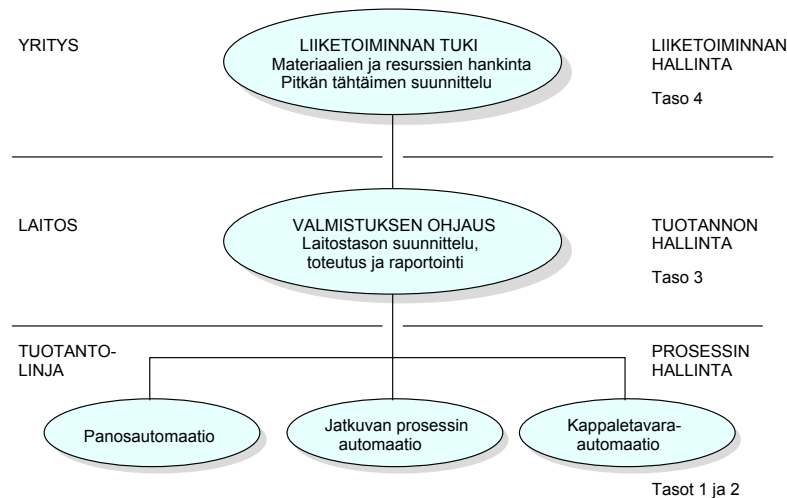 YRITYS
LIIKETOIMINNAN TUKI
Materiaalien ja resurssien hankinta
Pitkän tähtäimen suunnittelu
LIIKETOIMINNAN
HALLINTA
Taso 4
LAITOS
VALMISTUKSEN OHJAUS
Laitostason suunnittelu,
toteutus ja raportointi
TUOTANNON
HALLINTA
Taso 3
TUOTANTO-
LINJA
PROSESSIN
HALLINTA
Panosautomaatio
Jatkuvan prosessin
automaatio
Kappaletavara-
automaatio
Tasot 1 ja 2